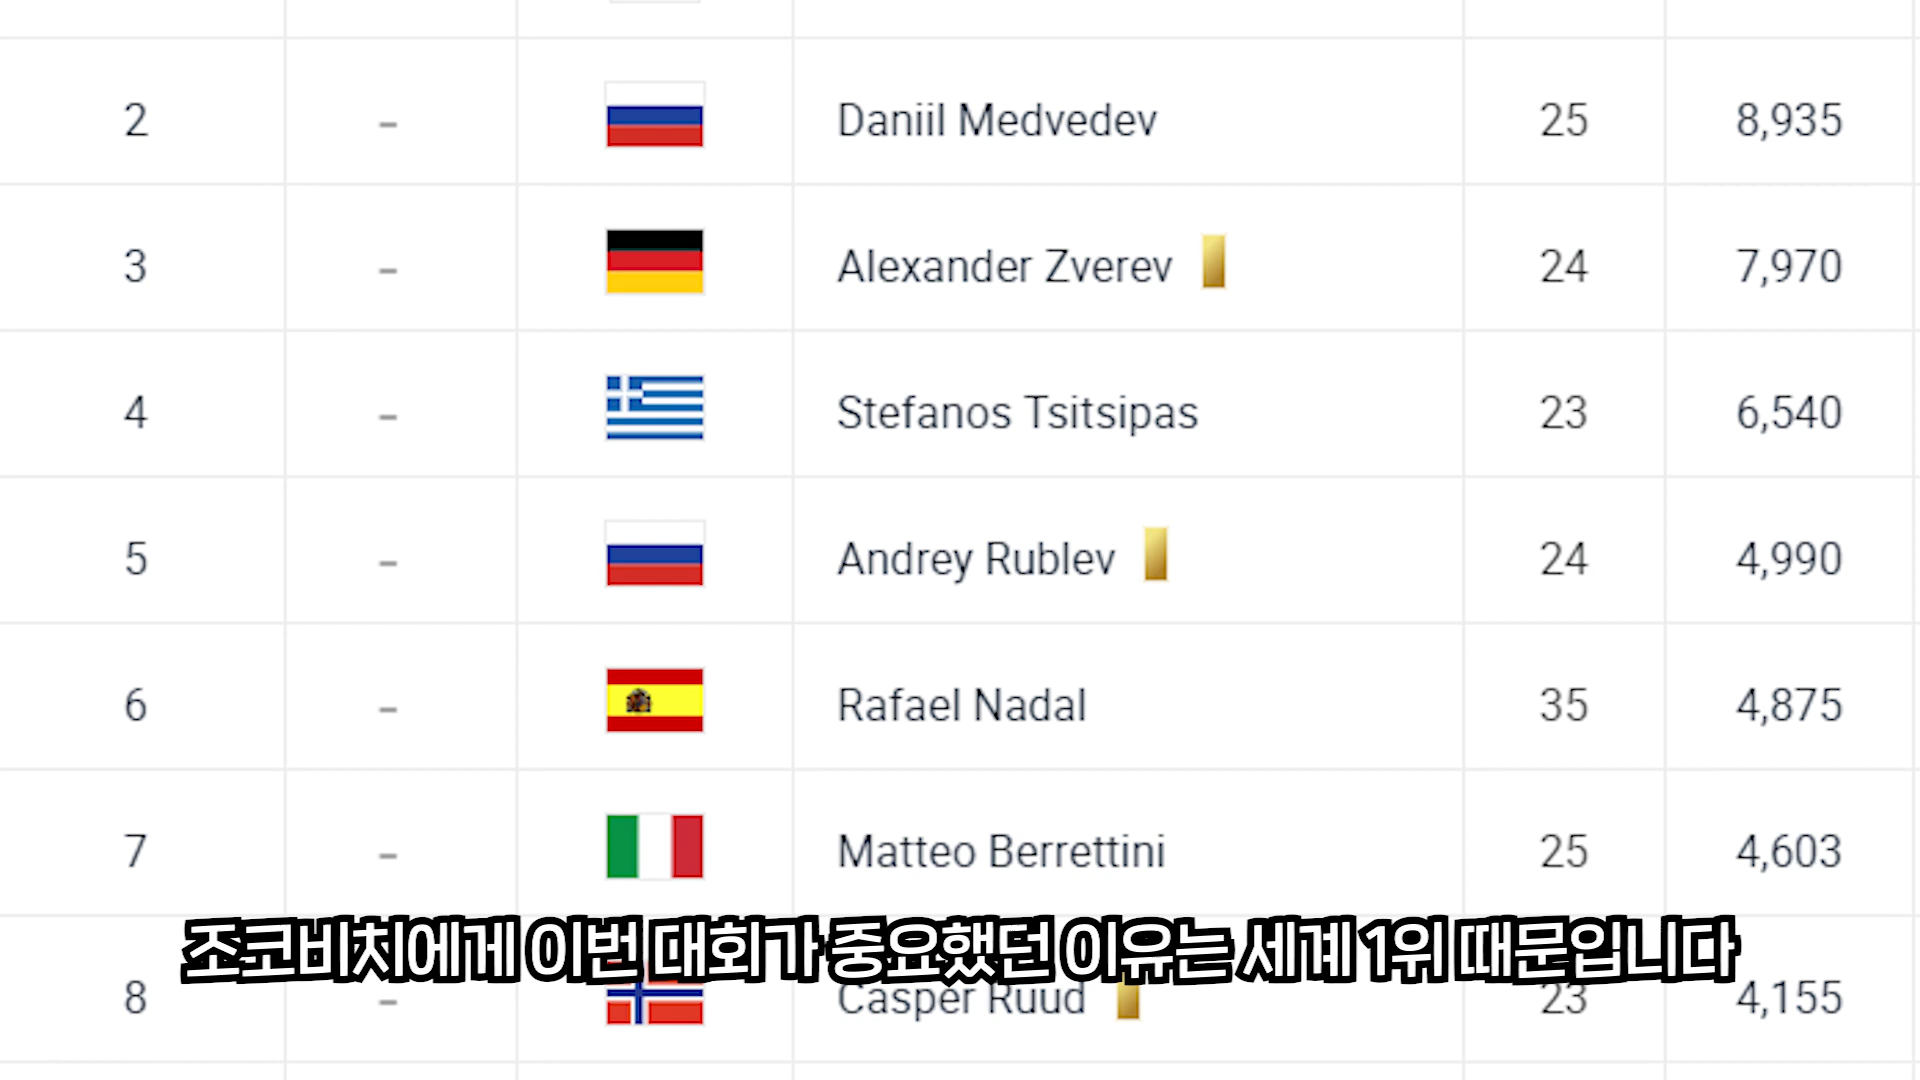 2 - Daniil Medvedev 25 8,935
3 - Alexander Zverev 24 7,970
4 - Stefanos Tsitsipas 23 6,540
5 - Andrey Rublev 24 4,990
6 - Rafael Nadal 35 4,875
7 - Matteo Berrettini 25 4,603
조코비치에게 이번 대회가 중요했던 이유는 세계 1위 때문입니다
8 - Casper Ruud 23 4,155